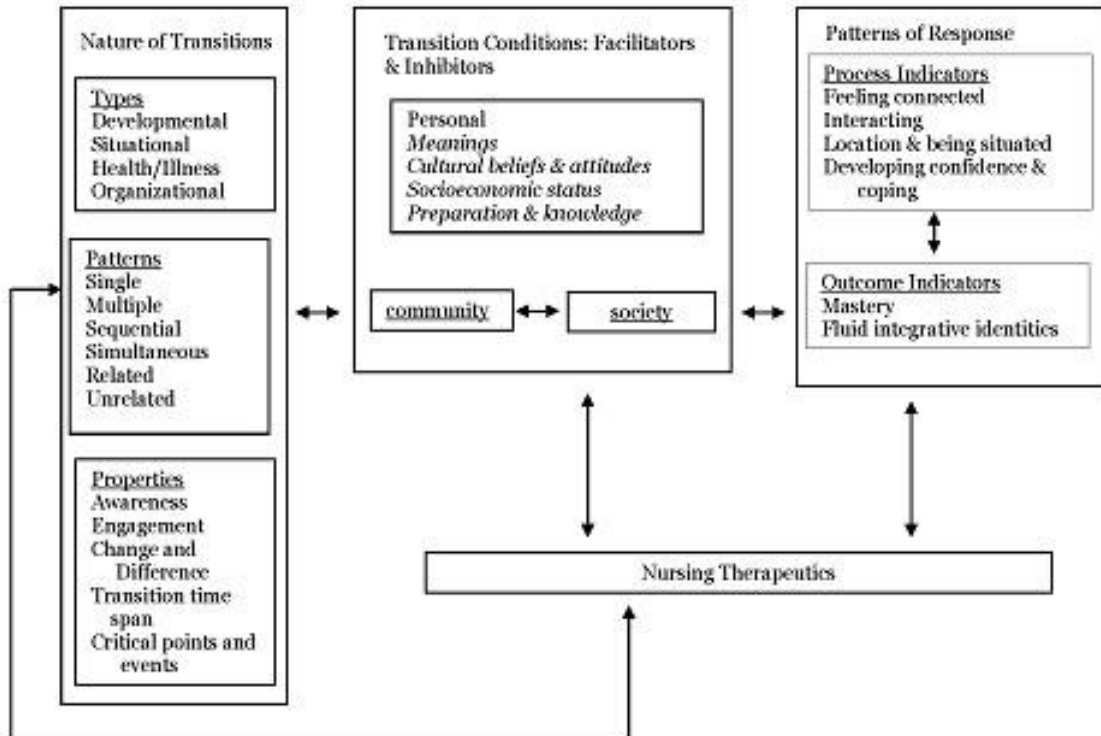 Nature of Transitions
Types
Developmental
Situational
Health/Illness
Organizational
Patterns
Single
Multiple
Sequential
Simultaneous
Related
Unrelated
Properties
Awareness
Engagement
Change and
Difference
Transition time
span
Critical points and
events
Transition Conditions: Facilitators
& Inhibitors
Personal
Meanings
Cultural beliefs & attitudes
Socioeconomic status
Preparation & knowledge
community
society
Patterns of Response
Process Indicators
Feeling connected
Interacting
Location & being situated
Developing confidence &
coping
Outcome Indicators
Mastery
Fluid integrative identities
Nursing Therapeutics